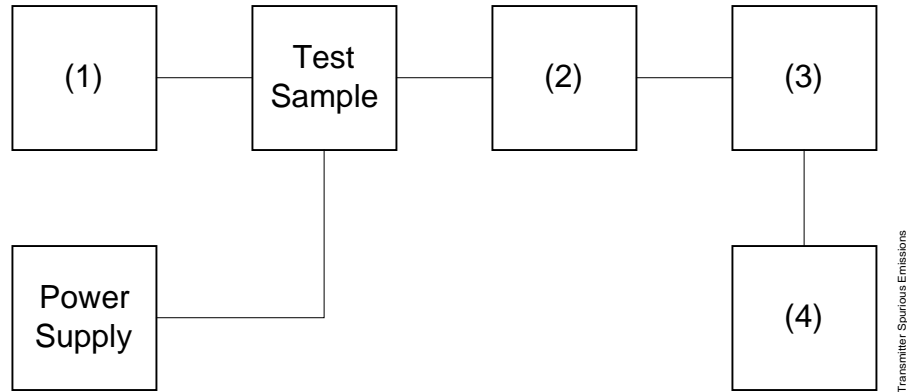 (1)
Test
Sample
(2)
(3)
Power
Supply
(4)
Transmitter Spurious Emissions